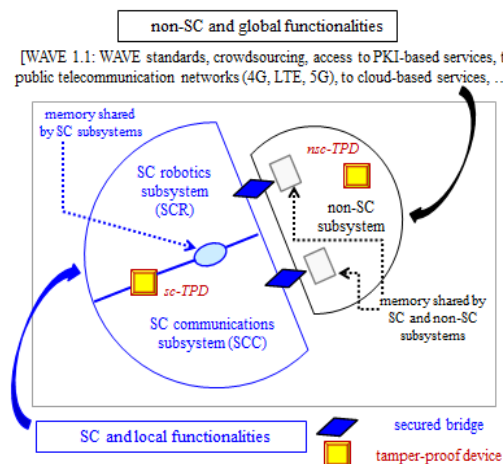 non-SC and global functionalities
[WAVE 1.1: WAVE standards, crowdsourcing, access to PKI-based services,
public telecommunication networks (4G, LTE, 5G), to cloud-based services, ...
memory shared
by SC subsystems
nsc-TPD
SC robotics
subsystem
(SCR)
non-SC
subsystem
sc-TPD
SC communications
subsystem (SCC)
memory shared by
SC and non-SC
subsystems
SC and local functionalities
secured bridge
tamper-proof device